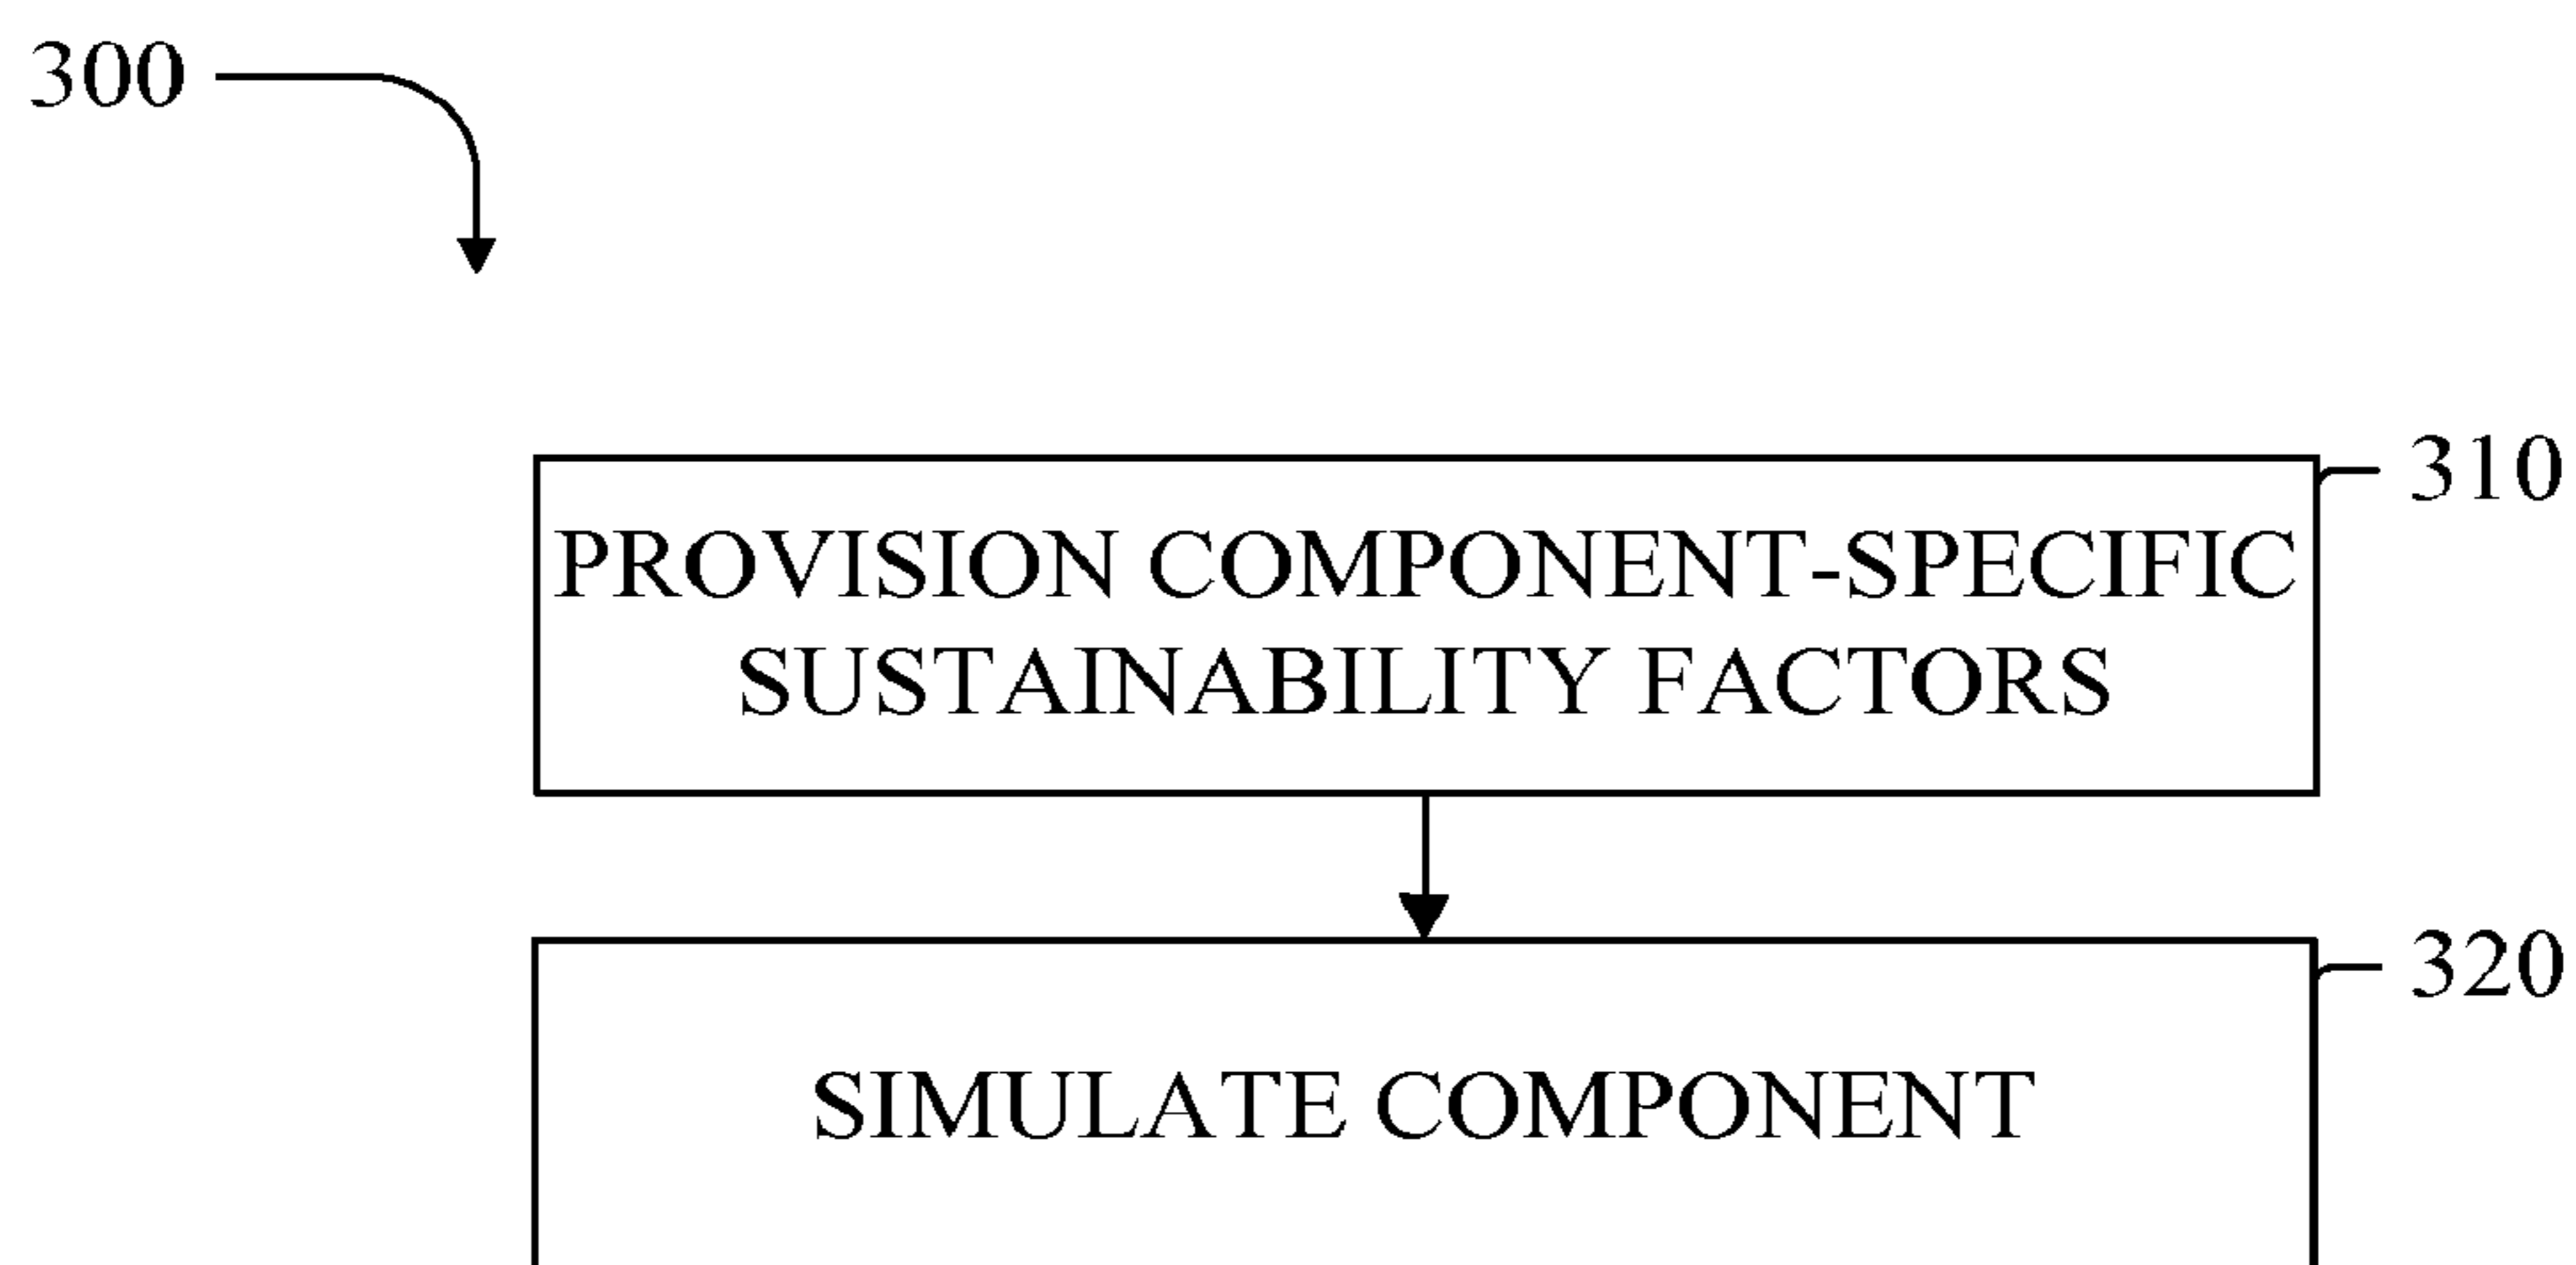 300
310
PROVISION COMPONENT-SPECIFIC
SUSTAINABILITY FACTORS
320
SIMULATE COMPONENT